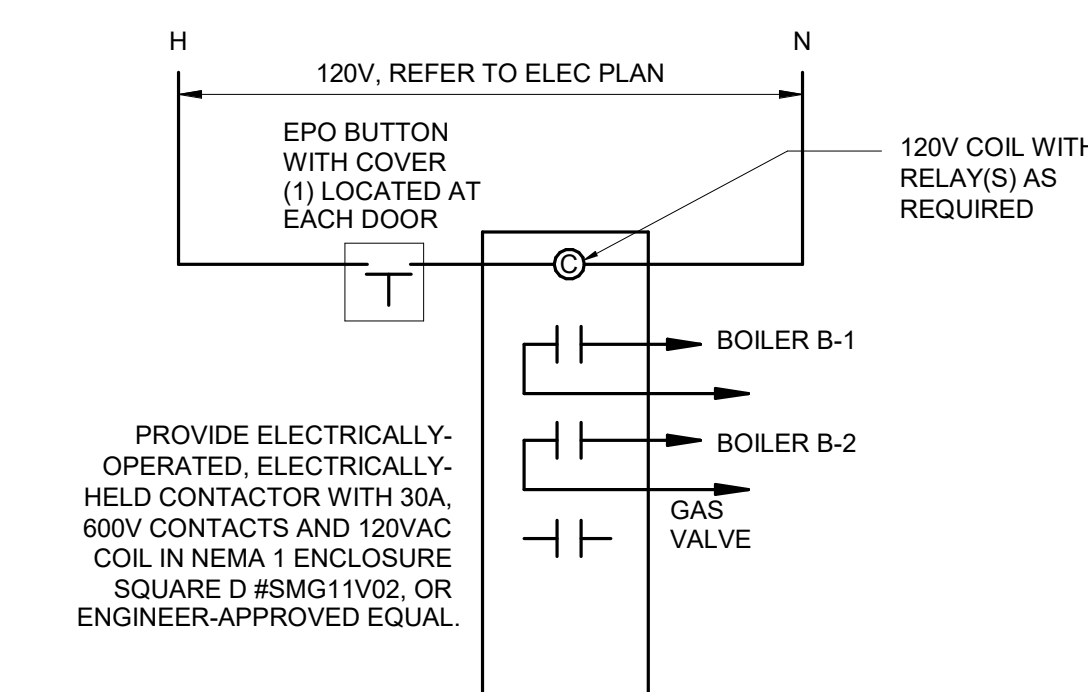 H
N
120V, REFER TO ELEC PLAN
EPO BUTTON
WITH COVER
(1) LOCATED AT
EACH DOOR
120V COIL WITH
RELAY(S) AS
REQUIRED
C
BOILER B-1
BOILER B-2
GAS
VALVE
PROVIDE ELECTRICALLY-
OPERATED, ELECTRICALLY-
HELD CONTACTOR WITH 30A,
600V CONTACTS AND 120VAC
COIL IN NEMA 1 ENCLOSURE
SQUARE D #SMG11V02, OR
ENGINEER-APPROVED EQUAL.